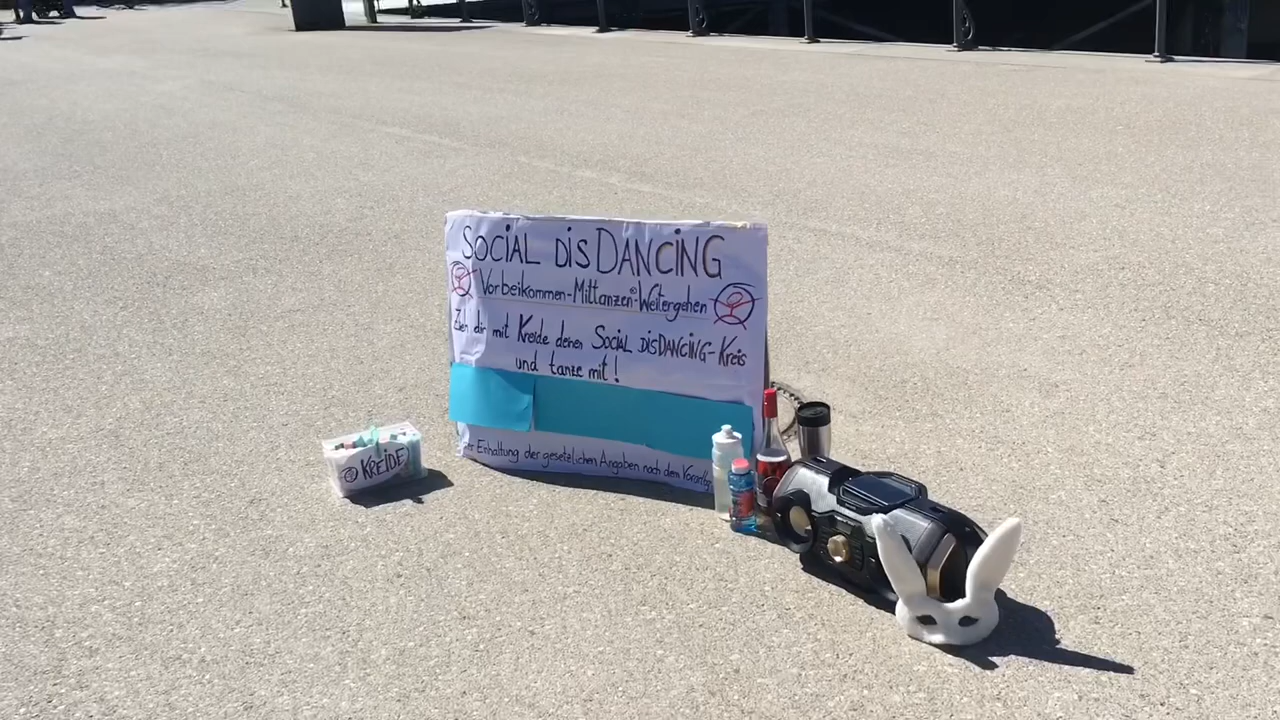 SOCIAL disDANCING
Vorbeikommen-Mittanzen-Weitergehen
Zieh dir mit Kreide deinen SOCIAL disDANCING-Kreis
und tanze mit!
Einhaltung der gesetzlichen Angaben nach dem
KREIDE